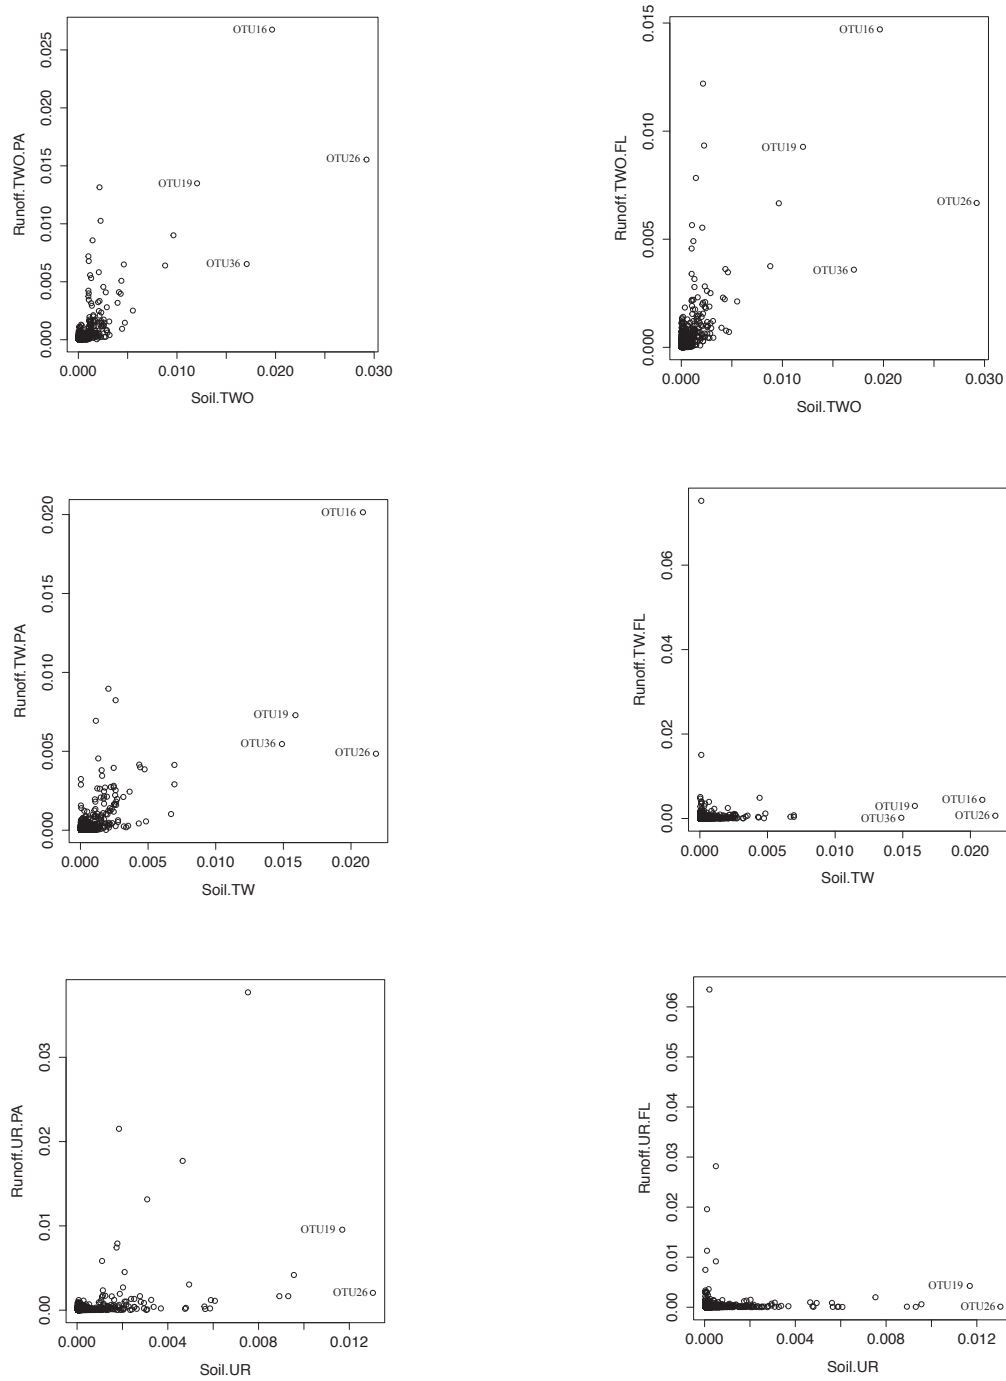 Runoff.TWO.PA
0.025
0.020
0.015
0.010
0.005
0.000
OTU16
OTU26
OTU19
OTU36
0.000 0.010 0.020 0.030
Soil.TWO
Runoff.TWO.FL
0.015
0.010
0.005
0.000
OTU16
OTU19
OTU26
OTU36
0.000 0.010 0.020 0.030
Soil.TWO
Runoff.TW.PA
0.020
0.015
0.010
0.005
0.000
OTU16
OTU19
OTU36
OTU26
0.000 0.005 0.010 0.015 0.020
Soil.TW
Runoff.TW.FL
0.06
0.04
0.02
0.00
OTU16
OTU19
OTU36
OTU26
0.000 0.005 0.010 0.015 0.020
Soil.TW
Runoff.UR.PA
0.03
0.02
0.01
0.00
OTU19
OTU26
0.000 0.004 0.008 0.012
Soil.UR
Runoff.UR.FL
0.06
0.05
0.04
0.03
0.02
0.01
0.00
OTU19
OTU26
0.000 0.004 0.008 0.012
Soil.UR